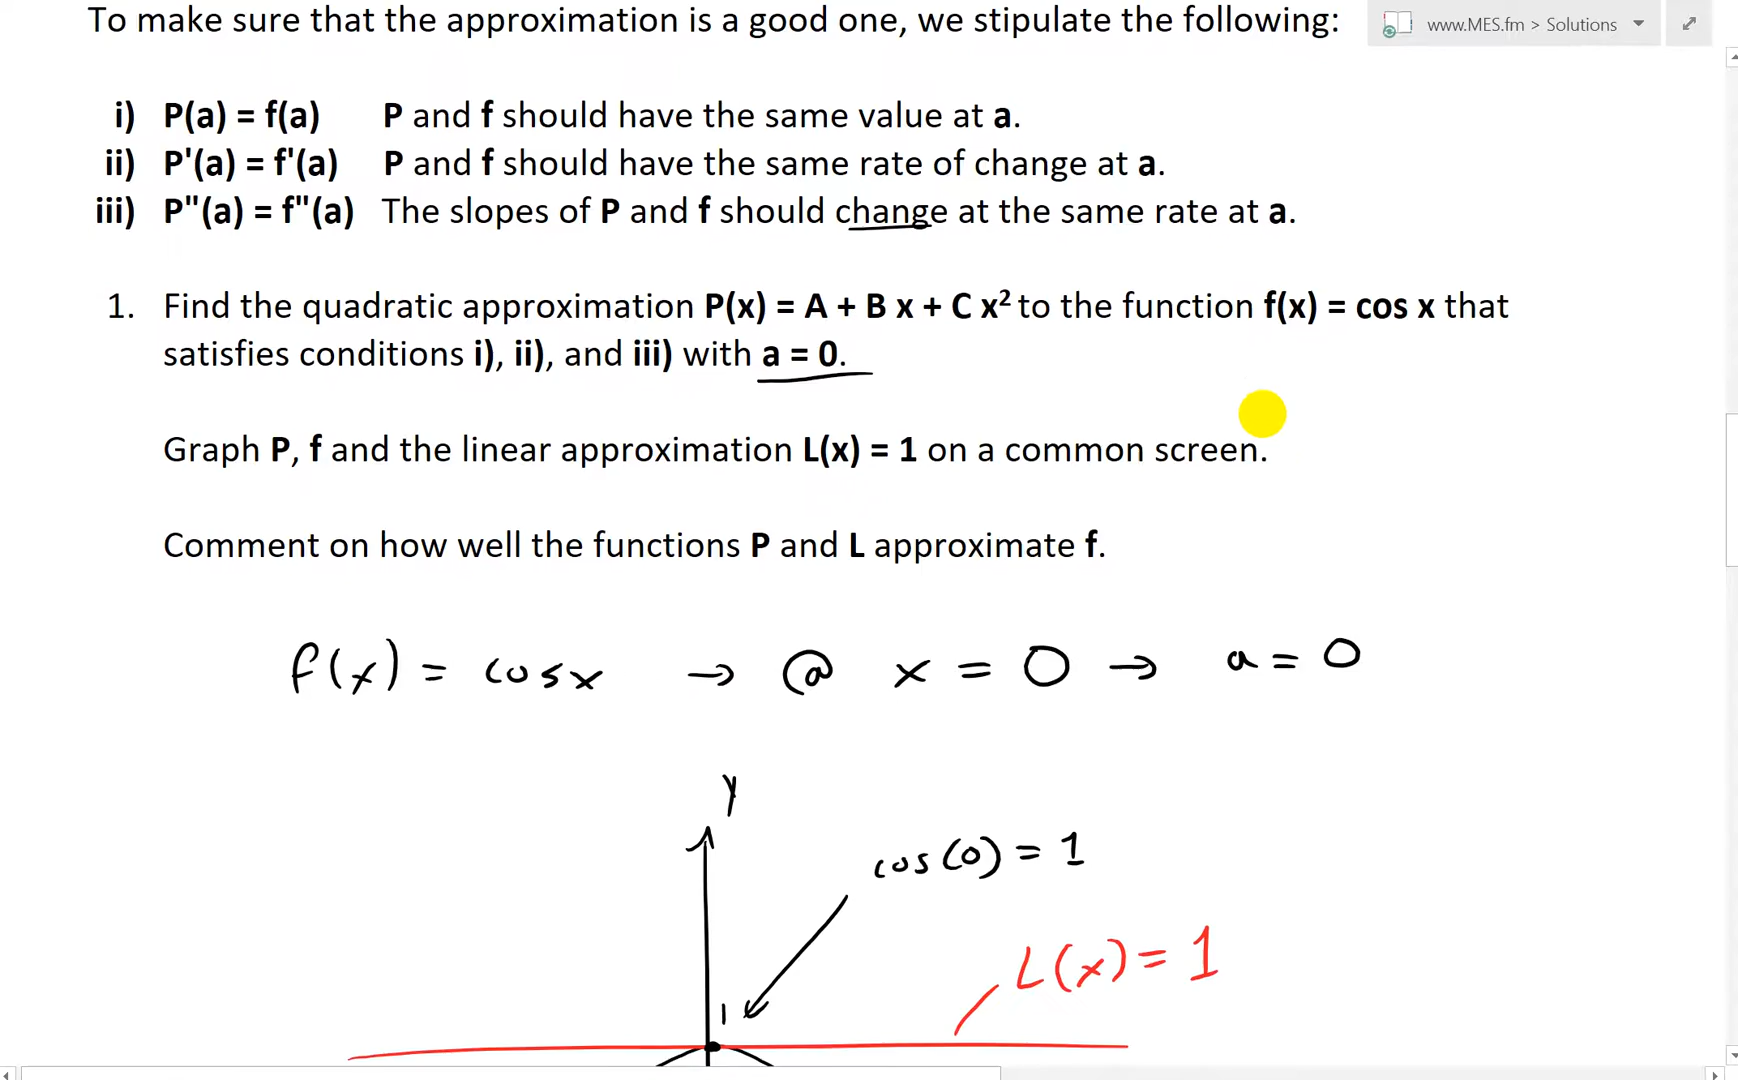 To make sure that the approximation is a good one, we stipulate the following:
www.MES.fm > Solutions
i) P(a) = f(a) P and f should have the same value at a.
ii) P'(a) = f'(a) P and f should have the same rate of change at a.
iii) P"(a) = f"(a) The slopes of P and f should change at the same rate at a.
1. Find the quadratic approximation P(x) = A + B x + C x² to the function f(x) = cos x that
satisfies conditions i), ii), and iii) with a = 0.
Graph P, f and the linear approximation L(x) = 1 on a common screen.
Comment on how well the functions P and L approximate f.
f(x) = cosx → @ x = 0 → a = 0
y
cos(0) = 1
L(x) = 1
1